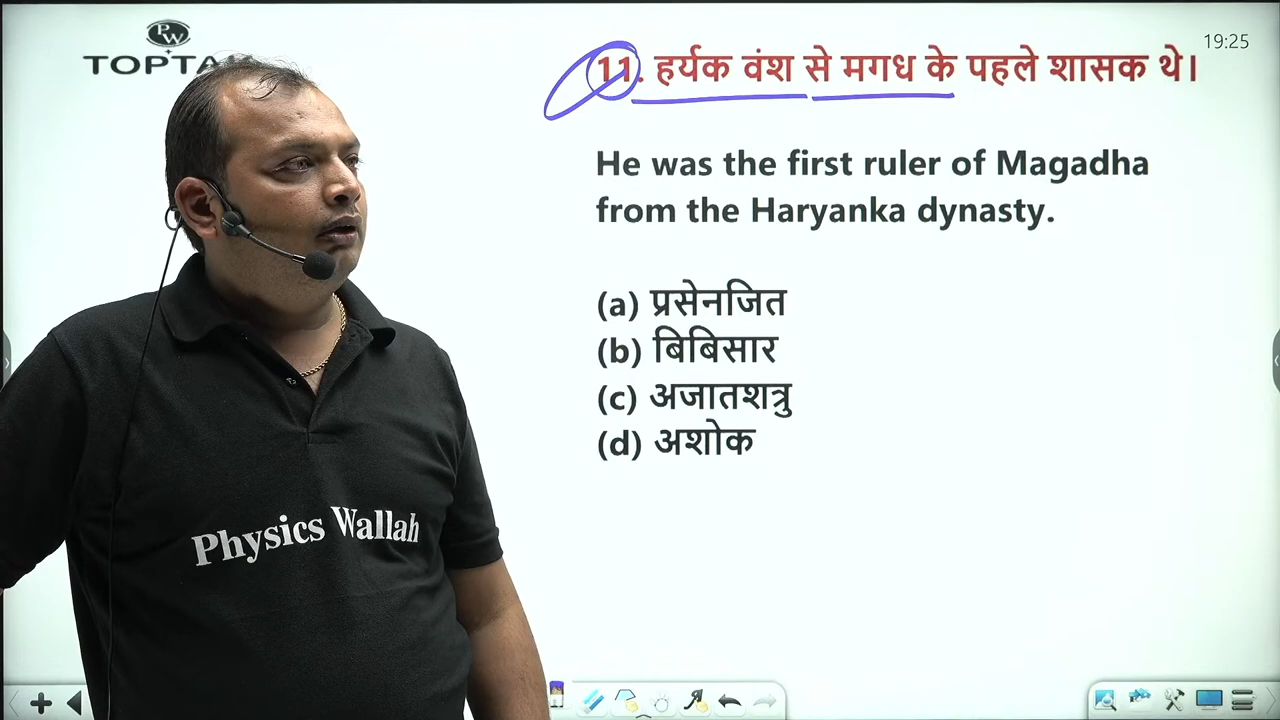 PW
TOPTA
19:25
11. हर्यक वंश से मगध के पहले शासक थे।
He was the first ruler of Magadha
from the Haryanka dynasty.
(a) प्रसेनजित
(b) बिबिसार
(c) अजातशत्रु
(d) अशोक
Physics Wallah